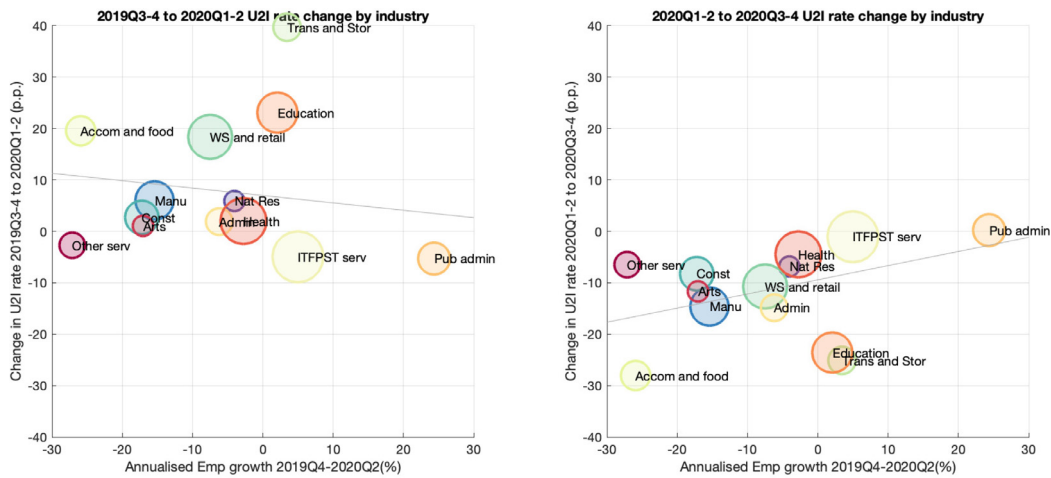 2019Q3-4 to 2020Q1-2 U2I rate change by industry
40
30
20
10
0
-10
-20
-30
-40
Change in U2I rate 2019Q3-4 to 2020Q1-2 (p.p.)
Trans and Stor
Education
Accom and food
WS and retail
Manu
Nat Res
Const
Arts
Admin
Health
Other serv
ITFPST serv
Pub admin
-30
-20
-10
0
10
20
30
Annualised Emp growth 2019Q4-2020Q2(%)
2020Q1-2 to 2020Q3-4 U2I rate change by industry
40
30
20
10
0
-10
-20
-30
-40
Change in U2I rate 2020Q1-2 to 2020Q3-4 (p.p.)
ITFPST serv
Pub admin
Health
Other serv
Nat Res
Const
WS and retail
Arts
Manu
Admin
Education
Trans and Stor
Accom and food
-30
-20
-10
0
10
20
30
Annualised Emp growth 2019Q4-2020Q2(%)